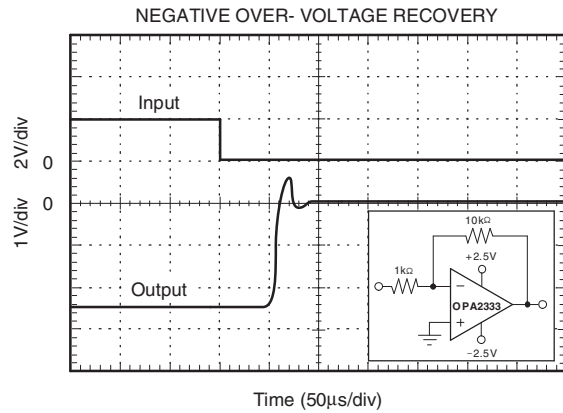 NEGATIVE OVER- VOLTAGE RECOVERY
2V/div
1V/div
0
0
Input
Output
10kΩ
+2.5V
1kΩ
−
OPA2333
+
−2.5V
Time (50μs/div)